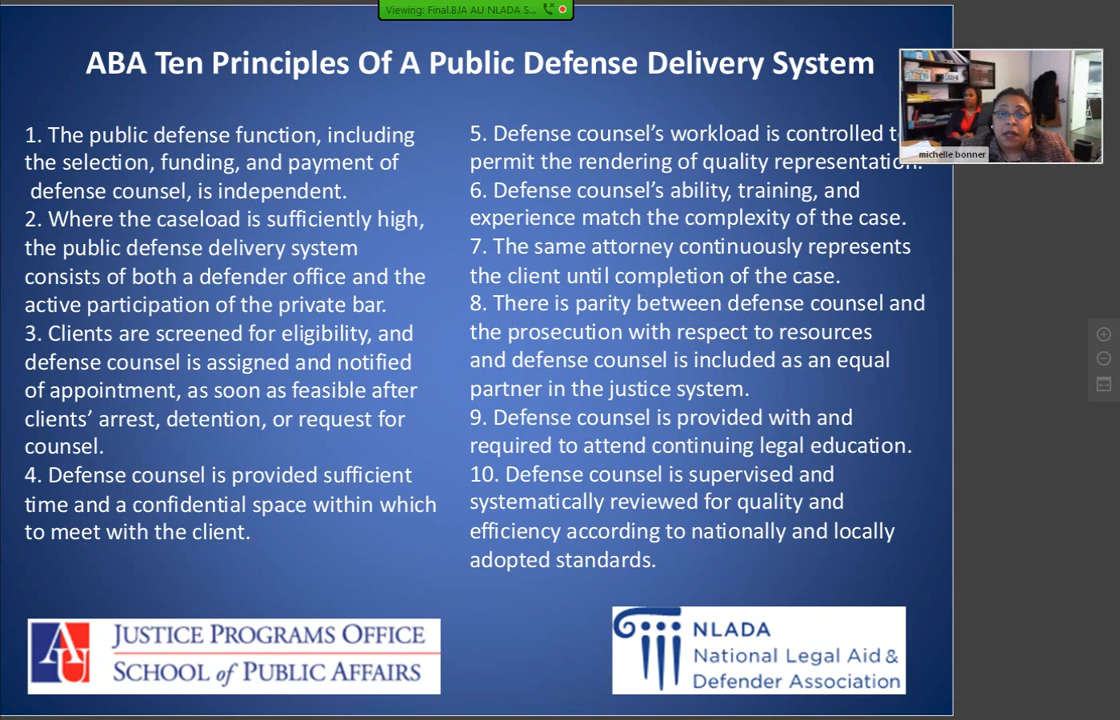 Viewing: Final.BJA AU NLADA S...
ABA Ten Principles Of A Public Defense Delivery System
1. The public defense function, including
the selection, funding, and payment of
defense counsel, is independent.
2. Where the caseload is sufficiently high,
the public defense delivery system
consists of both a defender office and the
active participation of the private bar.
3. Clients are screened for eligibility, and
defense counsel is assigned and notified
of appointment, as soon as feasible after
clients’ arrest, detention, or request for
counsel.
4. Defense counsel is provided sufficient
time and a confidential space within which
to meet with the client.
5. Defense counsel’s workload is controlled t
permit the rendering of quality representation.
6. Defense counsel’s ability, training, and
experience match the complexity of the case.
7. The same attorney continuously represents
the client until completion of the case.
8. There is parity between defense counsel and
the prosecution with respect to resources
and defense counsel is included as an equal
partner in the justice system.
9. Defense counsel is provided with and
required to attend continuing legal education.
10. Defense counsel is supervised and
systematically reviewed for quality and
efficiency according to nationally and locally
adopted standards.
michelle bonner
AU
JUSTICE PROGRAMS OFFICE
SCHOOL of PUBLIC AFFAIRS
NLADA
National Legal Aid &
Defender Association